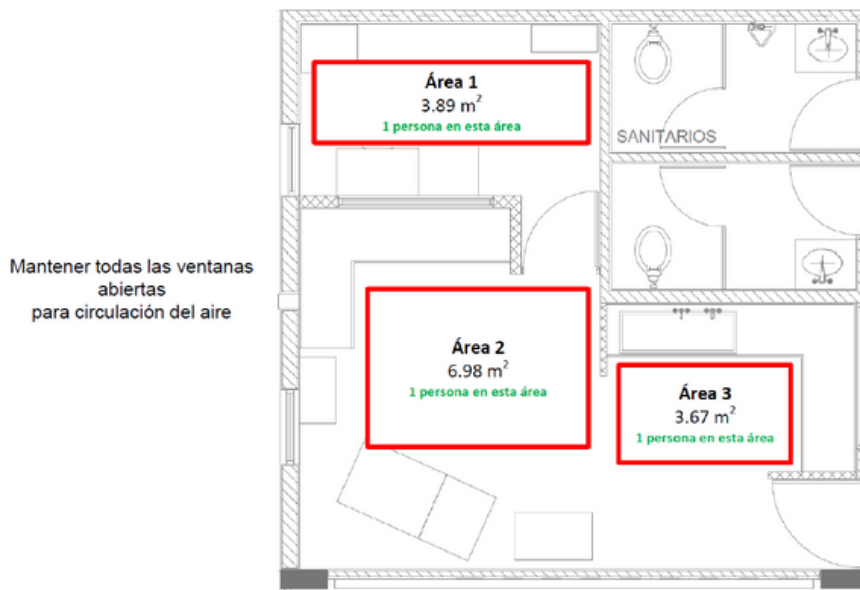 Mantener todas las ventanas
abiertas
para circulación del aire
Área 1
3.89 m²
1 persona en esta área
SANITARIOS
Área 2
6.98 m²
1 persona en esta área
Área 3
3.67 m²
1 persona en esta área